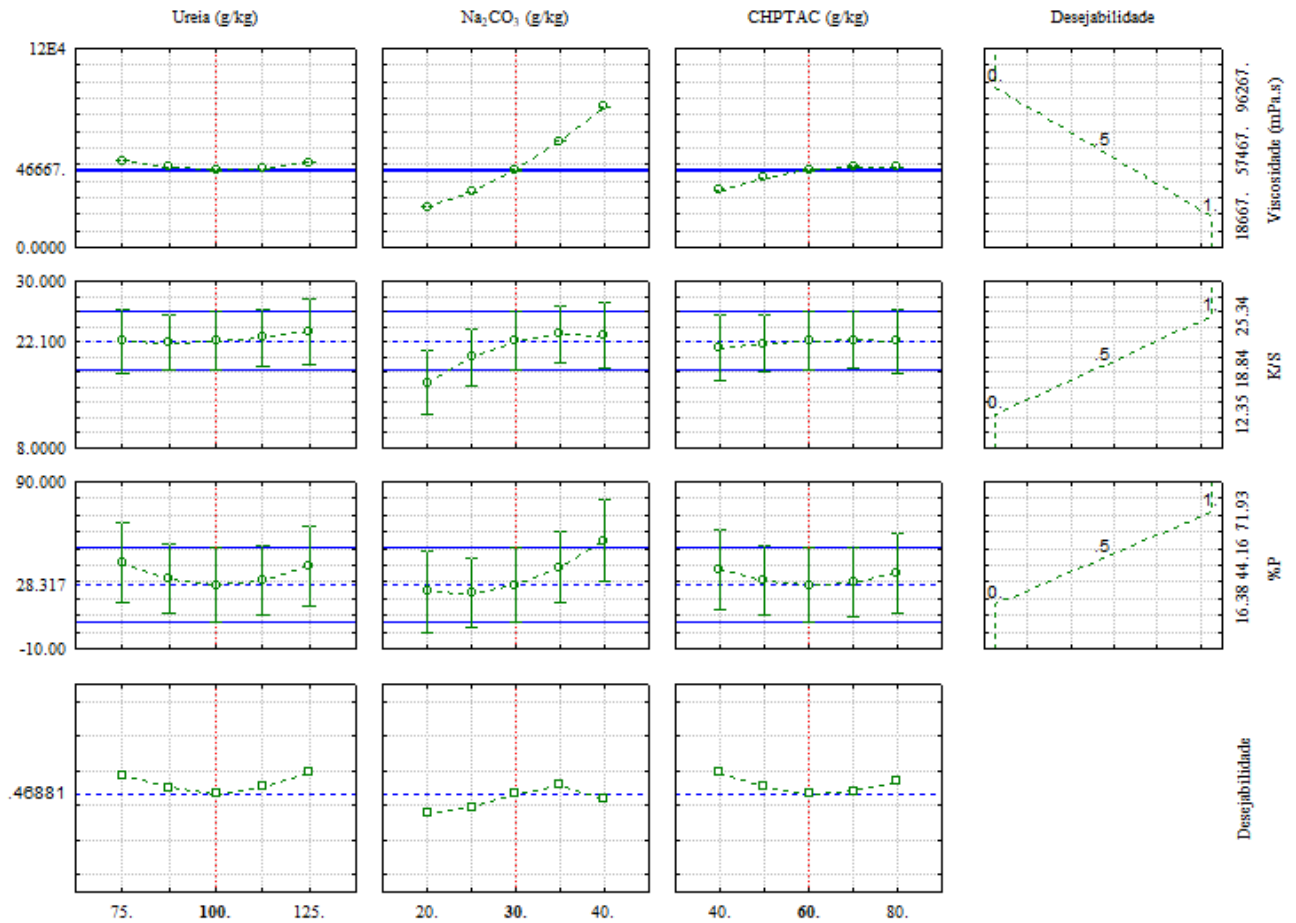 Ureia (g/kg) Na₂CO₃ (g/kg) CHPTAC (g/kg) Desejabilidade
12E4
46667.
0.0000
0.
.5
1.
18667. 57467. 96267.
Viscosidade (mPa.s)
30.000
22.100
8.0000
1.
.5
0.
12.35 18.84 25.34
K/S
90.000
28.317
-10.00
1.
.5
0.
16.38 44.16 71.93
%P
.46881
Desejabilidade
75. 100. 125. 20. 30. 40. 40. 60. 80.